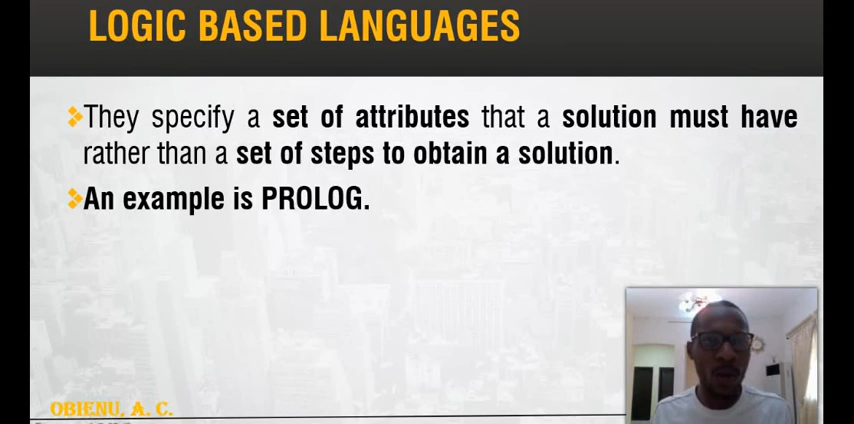 LOGIC BASED LANGUAGES
They specify a set of attributes that a solution must have
rather than a set of steps to obtain a solution.
An example is PROLOG.
OBIENU, A. C.